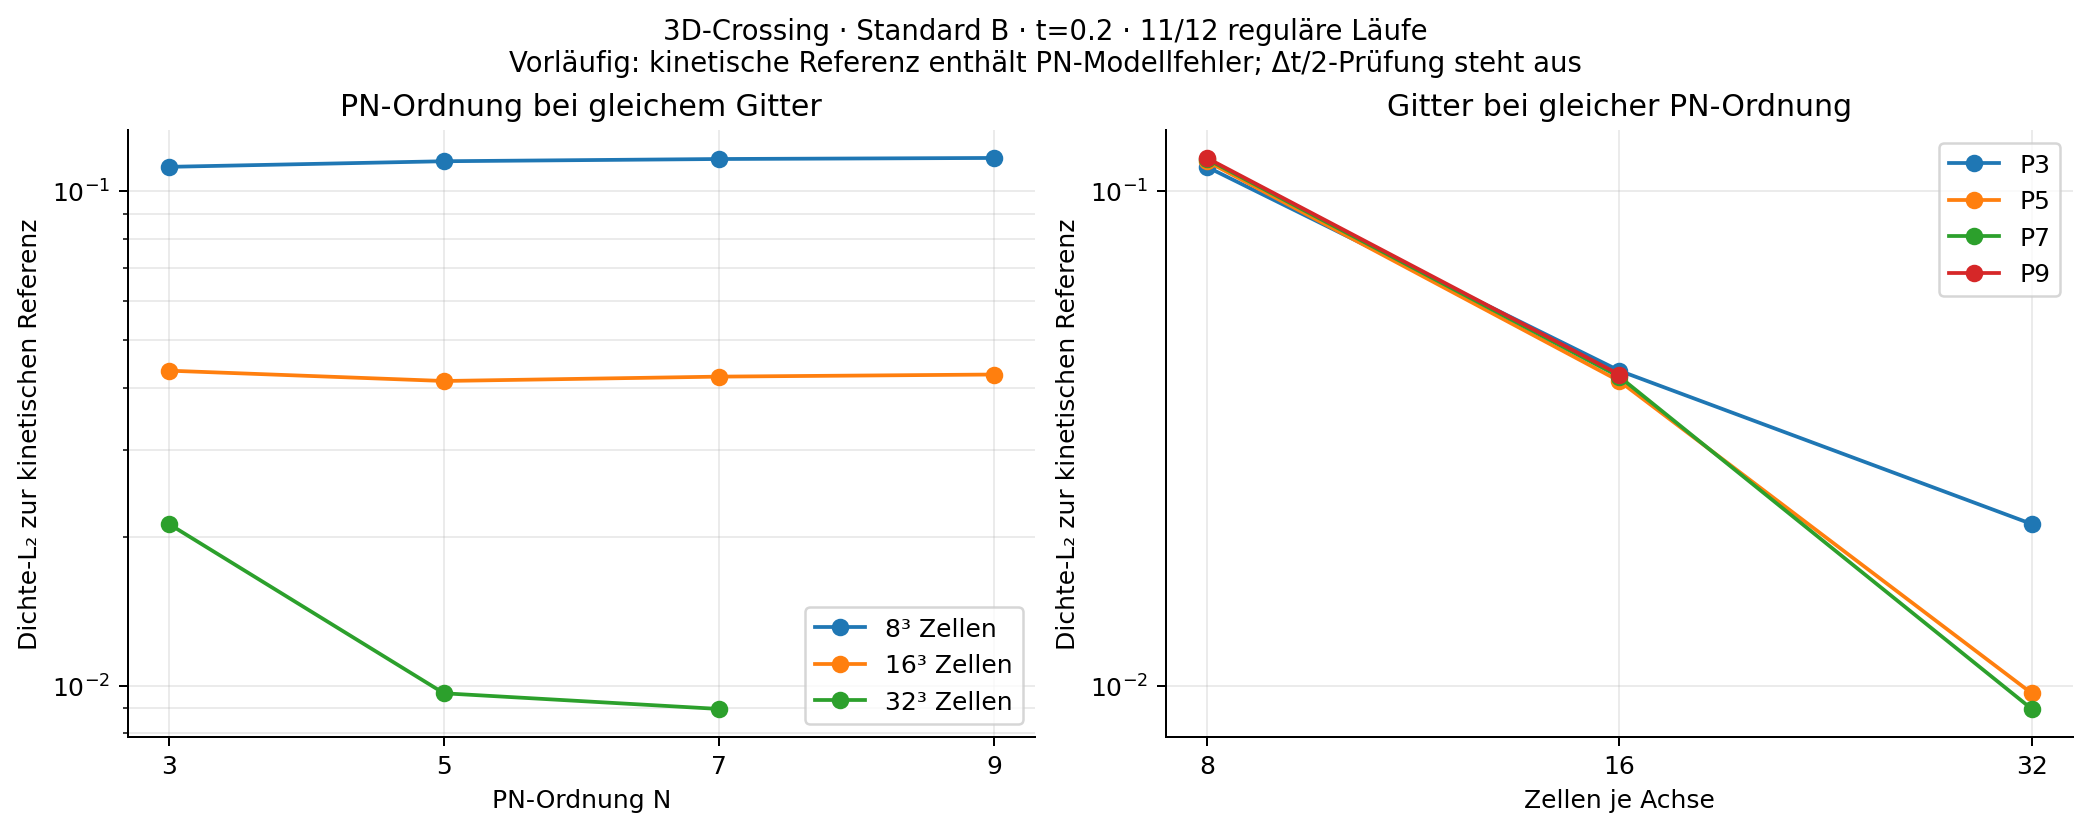 3D-Crossing · Standard B · t=0.2 · 11/12 reguläre Läufe
Vorläufig: kinetische Referenz enthält PN-Modellfehler; Δt/2-Prüfung steht aus
PN-Ordnung bei gleichem Gitter
Dichte-L₂ zur kinetischen Referenz
10⁻¹
10⁻²
8³ Zellen
16³ Zellen
32³ Zellen
3 5 7 9
PN-Ordnung N
Gitter bei gleicher PN-Ordnung
Dichte-L₂ zur kinetischen Referenz
10⁻¹
10⁻²
P3
P5
P7
P9
8 16 32
Zellen je Achse